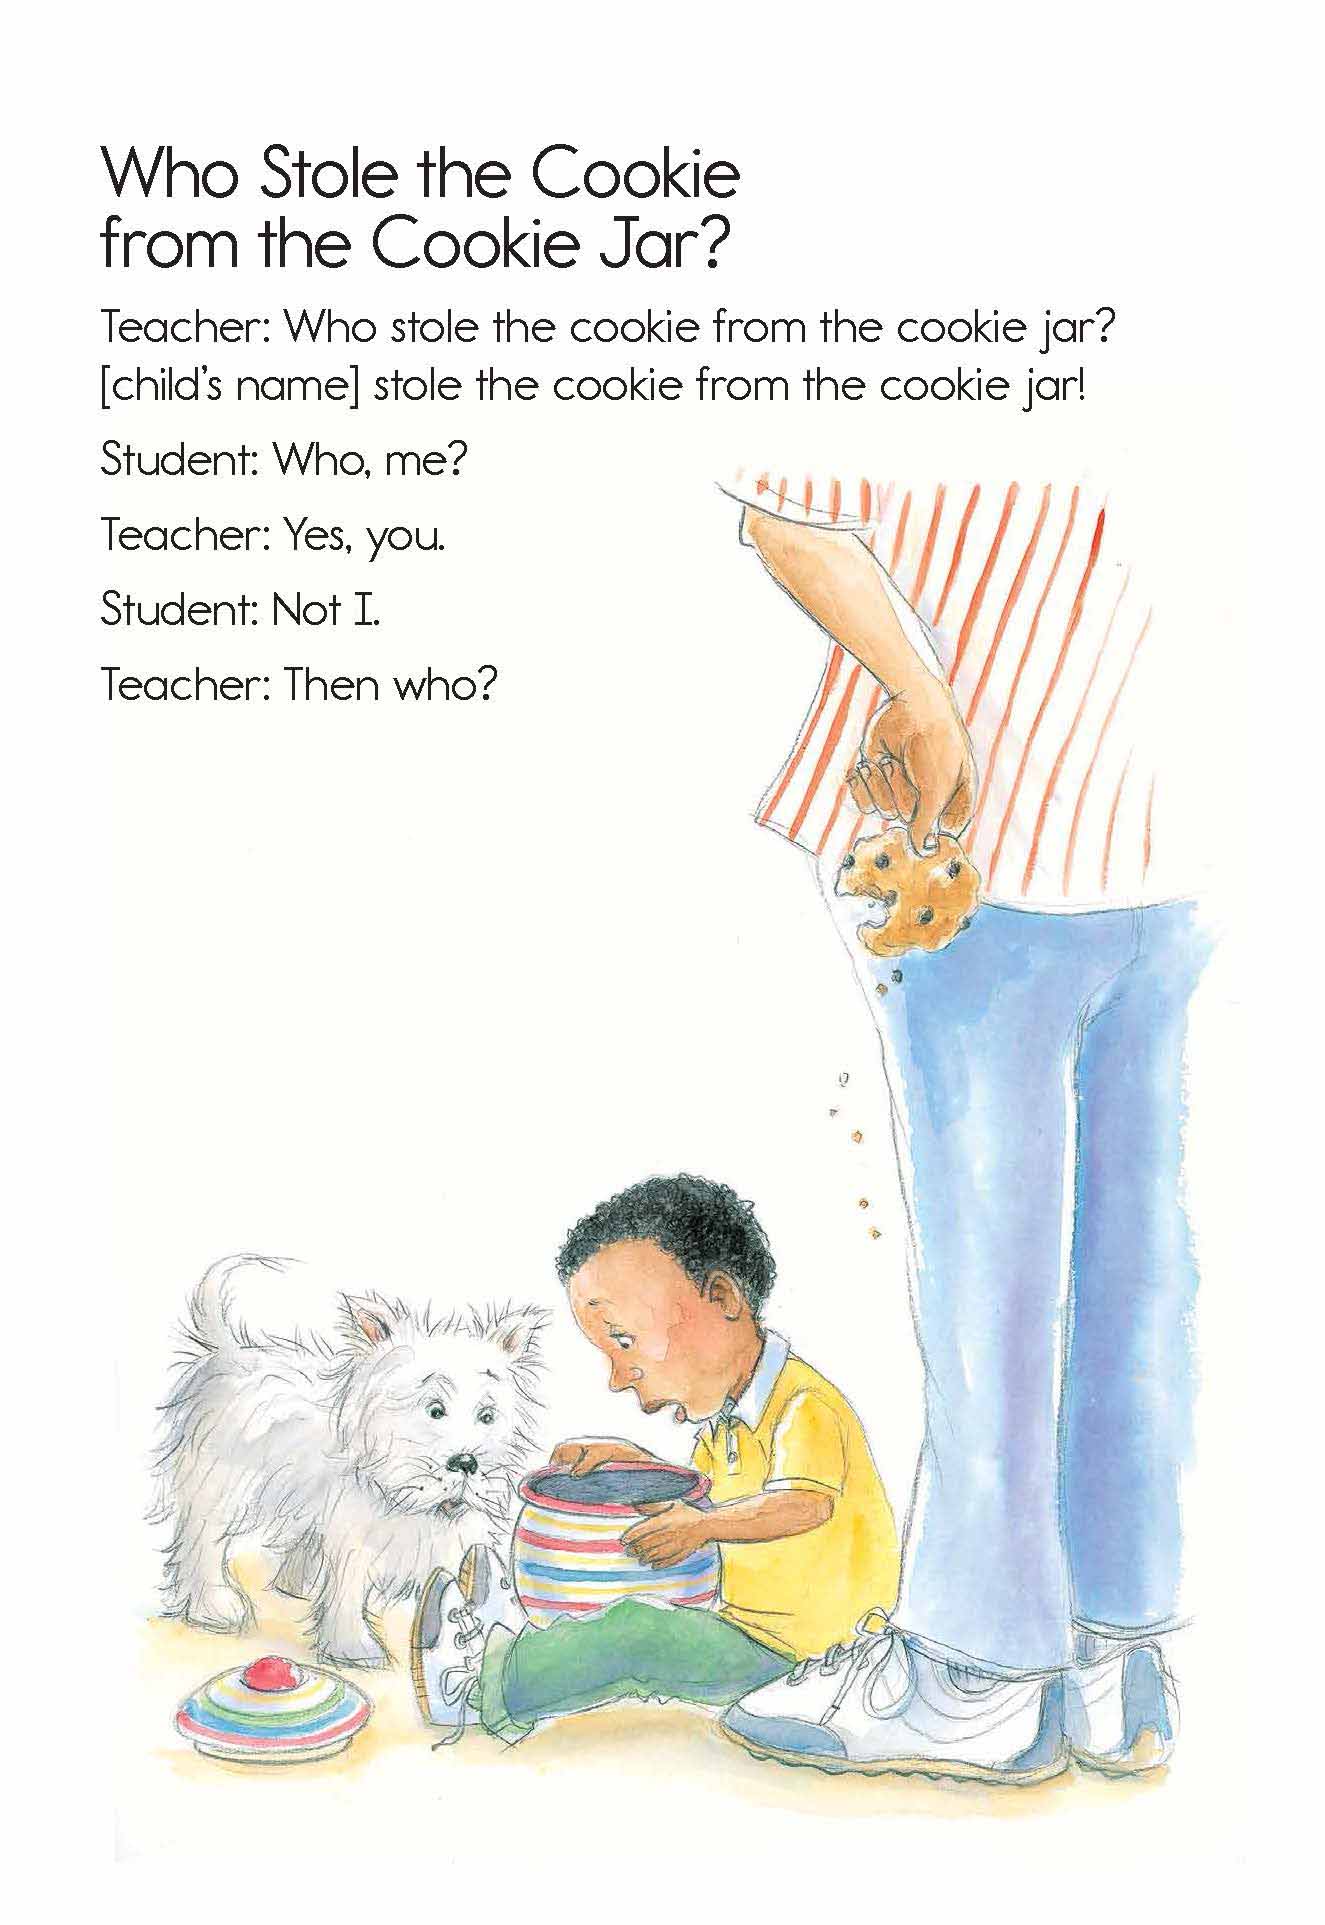 Who Stole the Cookie
from the Cookie Jar?
Teacher: Who stole the cookie from the cookie jar?
[child’s name] stole the cookie from the cookie jar!
Student: Who, me?
Teacher: Yes, you.
Student: Not I.
Teacher: Then who?